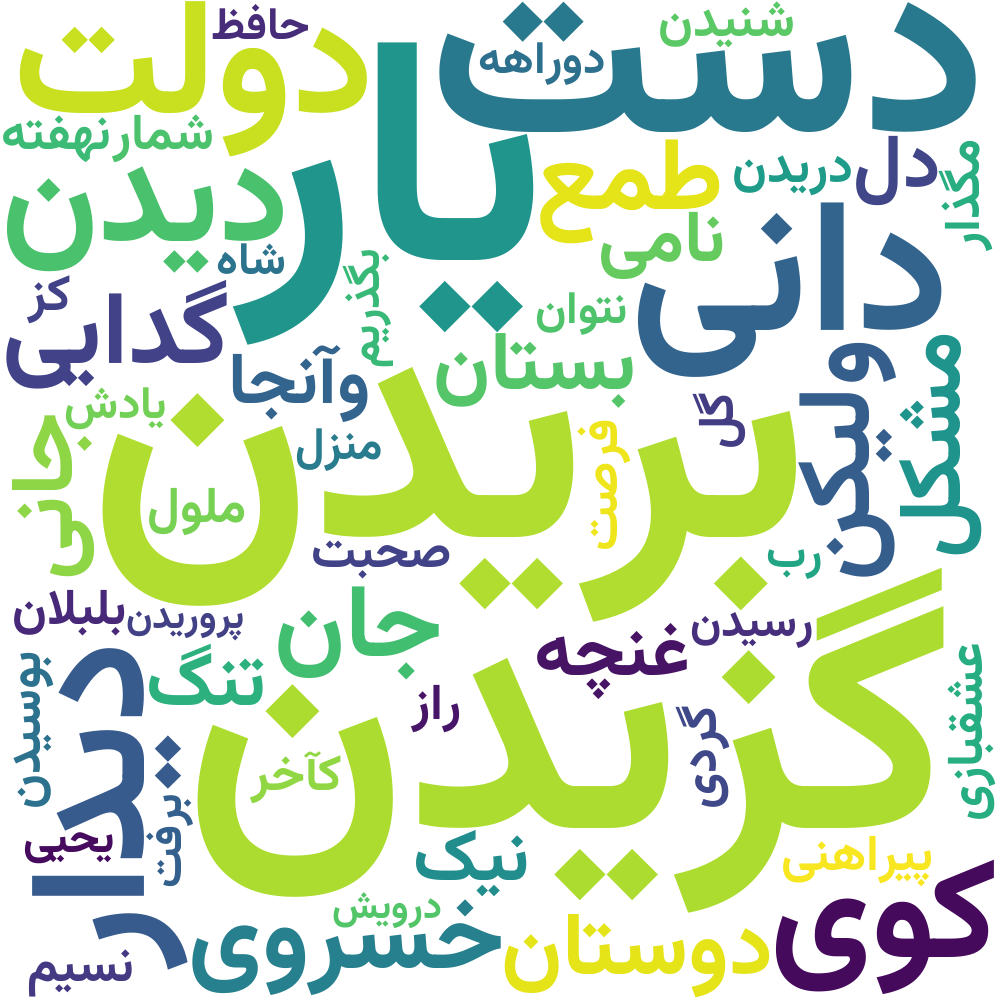 حافظ
شنیدن
دولت
دست
دوراهه
شمار
نهفته
یار
طمع
دریدن
دل
مگذار
دیدن
دانی
نامی
شاه
بگذریم
کز
گدایی
نتوان
بستان
ولیکن
مشکل
وآنجا
یادش
بریدن
گل
جانی
منزل
فرصت
ملول
صحبت
رب
بلبلان
پروریدن
جان
غنچه
رسیدن
گزیدن
تنگ
دیدار
بوسیدن
راز
گردی
عشقبازی
کآخر
برفت
یحیی
نیک
پیراهنی
کوی
درویش
خسروی
دوستان
نسیم